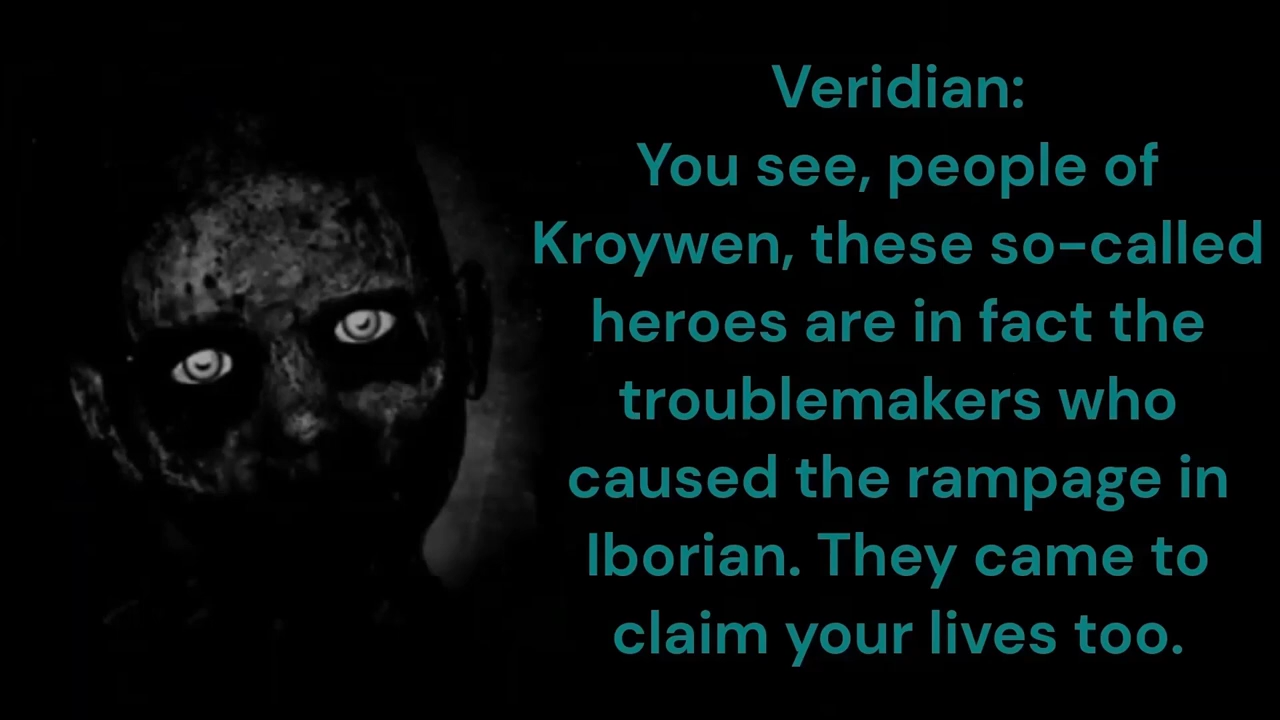 Veridian:
You see, people of
Kroywen, these so-called
heroes are in fact the
troublemakers who
caused the rampage in
Iborian. They came to
claim your lives too.